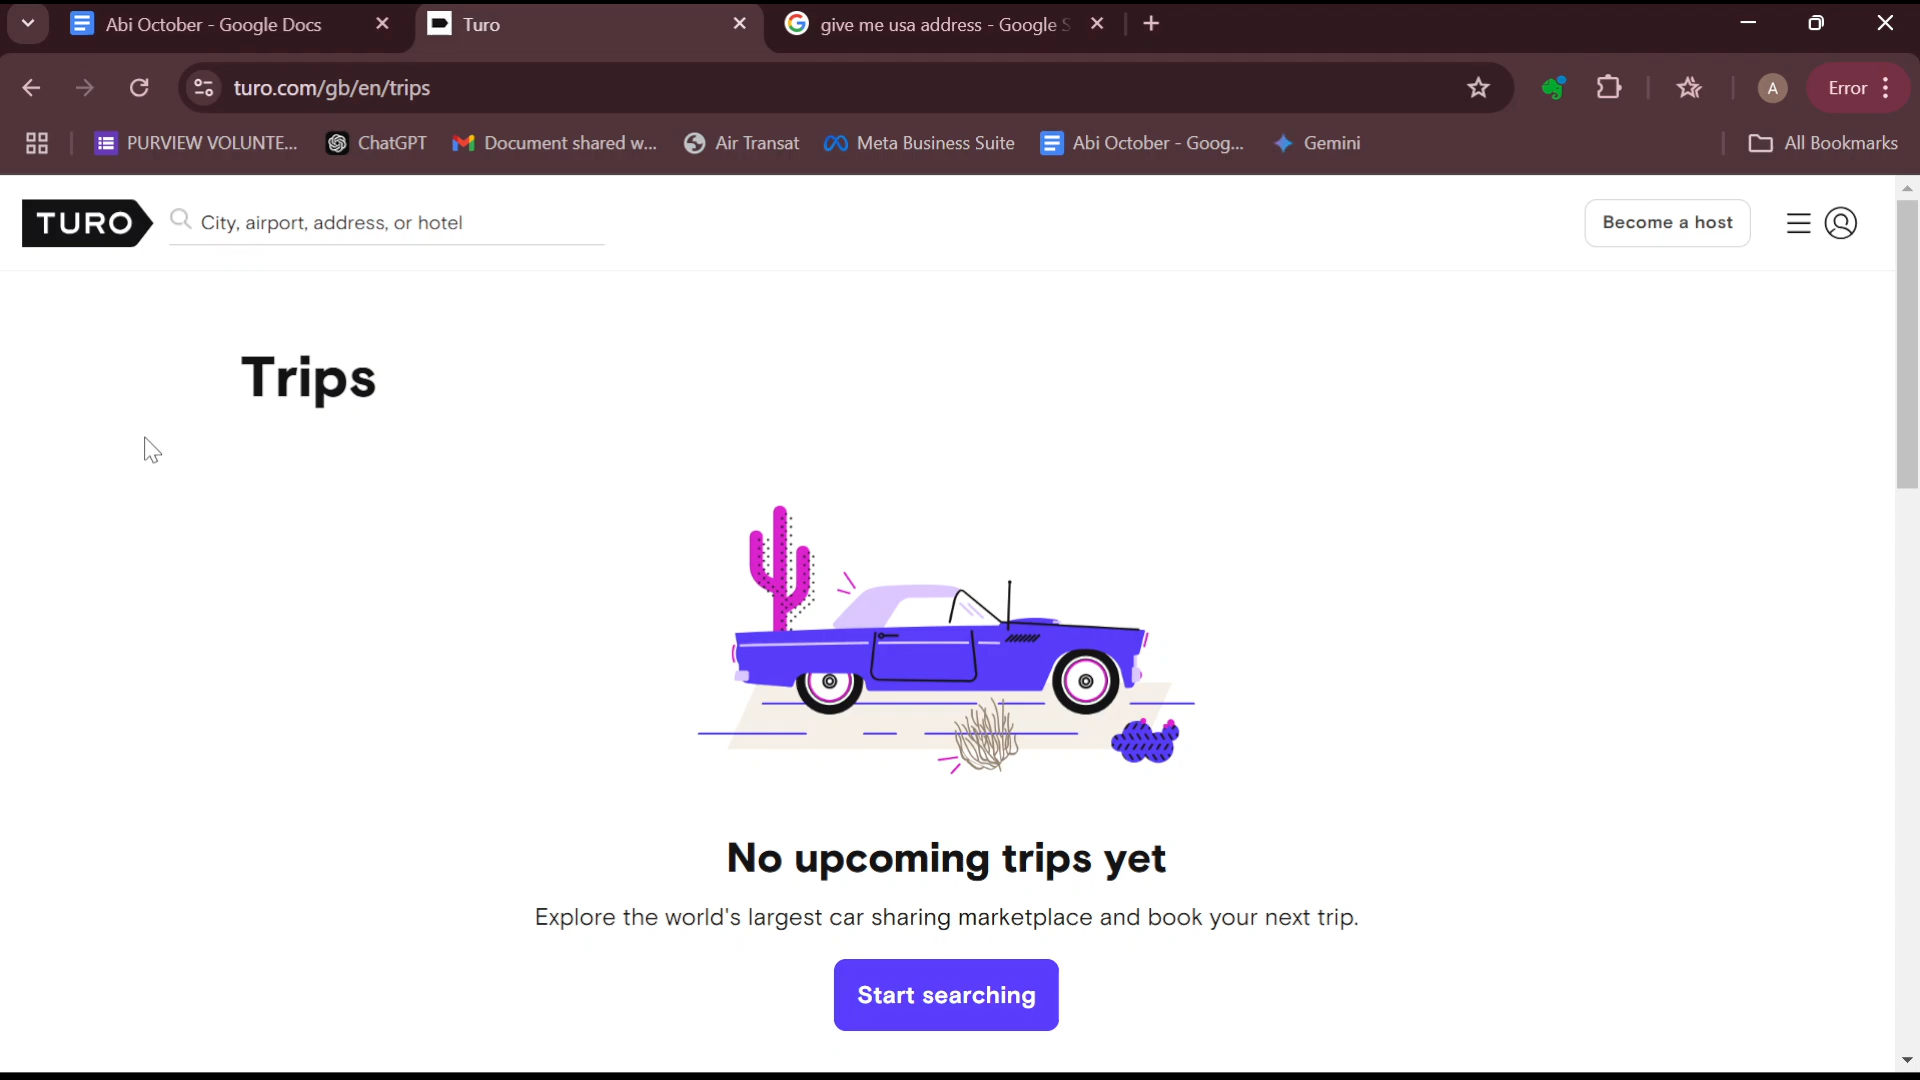 Abi October - Google Docs
Turo
give me usa address - Google S
turo.com/gb/en/trips
A
Error
PURVIEW VOLUNTE...
ChatGPT
Document shared w...
Air Transat
Meta Business Suite
Abi October - Goog...
Gemini
All Bookmarks
TURO
City, airport, address, or hotel
Become a host
Trips
No upcoming trips yet
Explore the world's largest car sharing marketplace and book your next trip.
Start searching